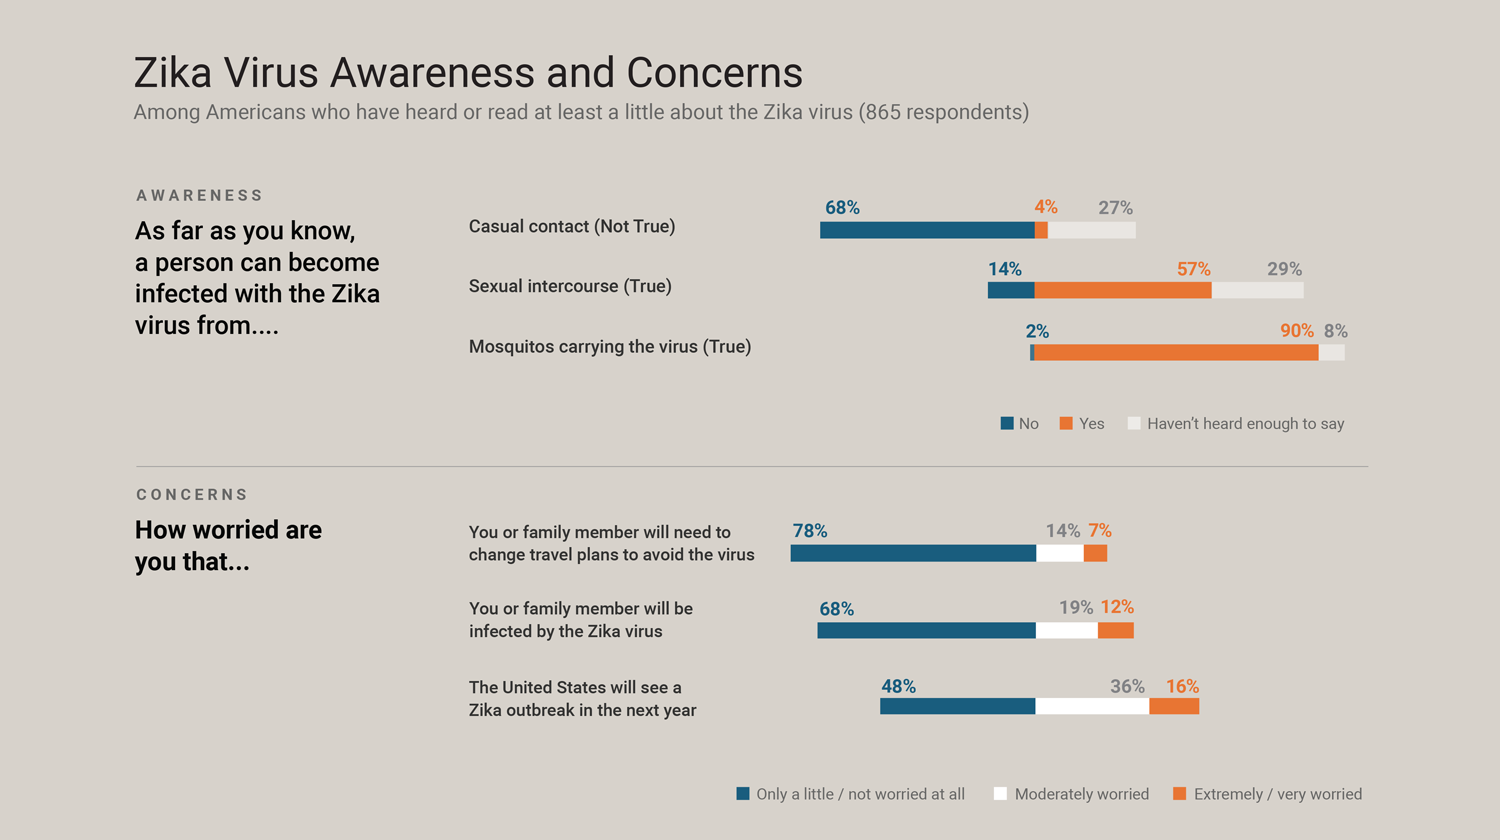 Zika Virus Awareness and Concerns
Among Americans who have heard or read at least a little about the Zika virus (865 respondents)
AWARENESS
As far as you know,
a person can become
infected with the Zika
virus from....
Casual contact (Not True)
68% 4% 27%
Sexual intercourse (True)
14% 57% 29%
Mosquitos carrying the virus (True)
2% 90% 8%
No Yes Haven't heard enough to say
CONCERNS
How worried are
you that...
You or family member will need to
change travel plans to avoid the virus
78% 14% 7%
You or family member will be
infected by the Zika virus
68% 19% 12%
The United States will see a
Zika outbreak in the next year
48% 36% 16%
Only a little / not worried at all Moderately worried Extremely / very worried